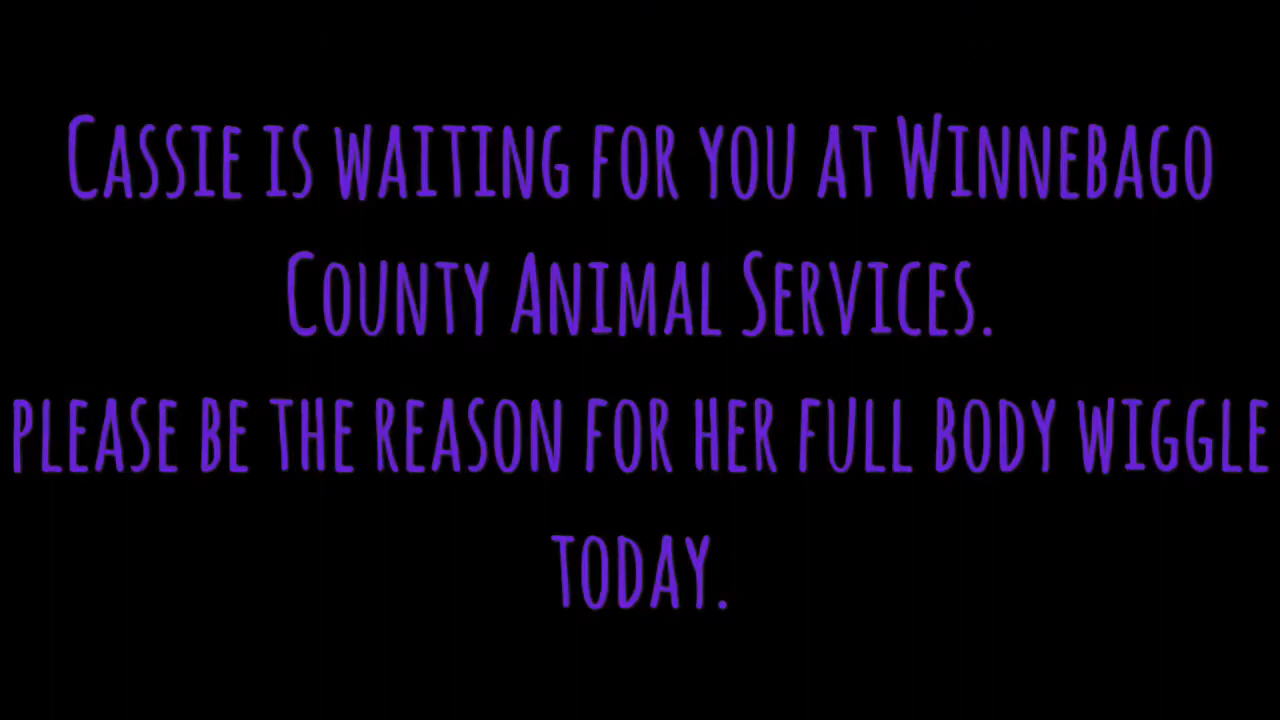 Cassie is waiting for you at Winnebago
County Animal Services.
please be the reason for her full body wiggle
today.